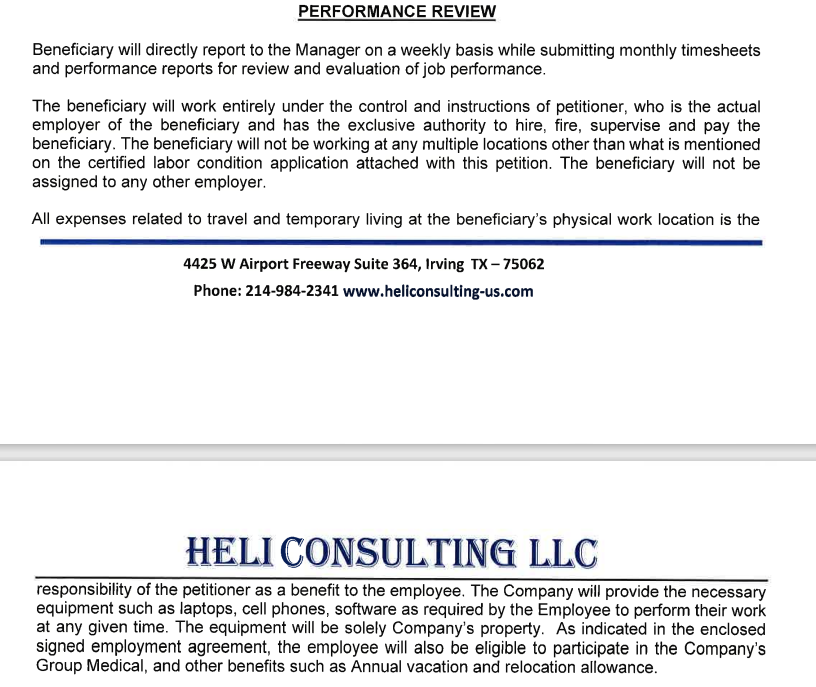 PERFORMANCE REVIEW
Beneficiary will directly report to the Manager on a weekly basis while submitting monthly timesheets
and performance reports for review and evaluation of job performance.
The beneficiary will work entirely under the control and instructions of petitioner, who is the actual
employer of the beneficiary and has the exclusive authority to hire, fire, supervise and pay the
beneficiary. The beneficiary will not be working at any multiple locations other than what is mentioned
on the certified labor condition application attached with this petition. The beneficiary will not be
assigned to any other employer.
All expenses related to travel and temporary living at the beneficiary's physical work location is the
4425 W Airport Freeway Suite 364, Irving TX – 75062
Phone: 214-984-2341 www.heliconsulting-us.com
HELI CONSULTING LLC
responsibility of the petitioner as a benefit to the employee. The Company will provide the necessary
equipment such as laptops, cell phones, software as required by the Employee to perform their work
at any given time. The equipment will be solely Company's property. As indicated in the enclosed
signed employment agreement, the employee will also be eligible to participate in the Company's
Group Medical, and other benefits such as Annual vacation and relocation allowance.